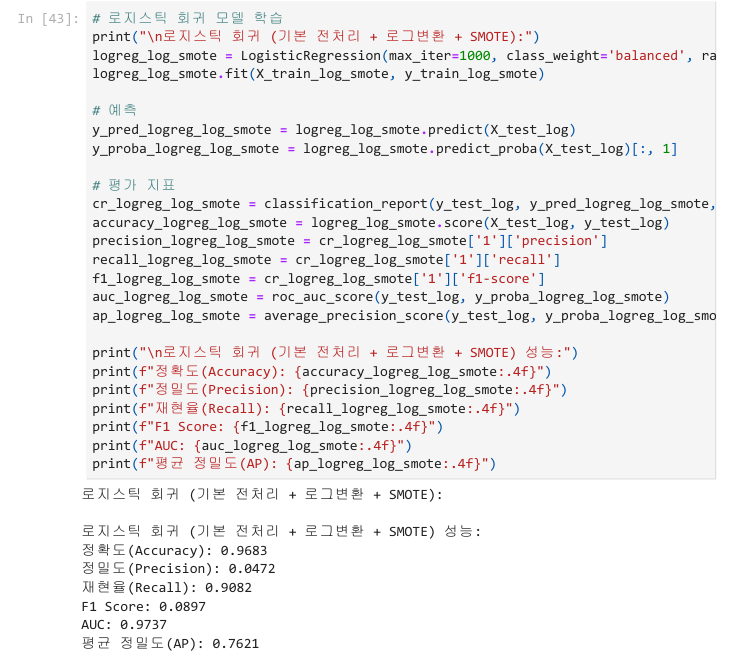 In [43]:
# 로지스틱 회귀 모델 학습
print("\n로지스틱 회귀 (기본 전처리 + 로그변환 + SMOTE):")
logreg_log_smote = LogisticRegression(max_iter=1000, class_weight='balanced', ra
logreg_log_smote.fit(X_train_log_smote, y_train_log_smote)
# 예측
y_pred_logreg_log_smote = logreg_log_smote.predict(X_test_log)
y_proba_logreg_log_smote = logreg_log_smote.predict_proba(X_test_log)[:, 1]
# 평가 지표
cr_logreg_log_smote = classification_report(y_test_log, y_pred_logreg_log_smote,
accuracy_logreg_log_smote = logreg_log_smote.score(X_test_log, y_test_log)
precision_logreg_log_smote = cr_logreg_log_smote['1']['precision']
recall_logreg_log_smote = cr_logreg_log_smote['1']['recall']
f1_logreg_log_smote = cr_logreg_log_smote['1']['f1-score']
auc_logreg_log_smote = roc_auc_score(y_test_log, y_proba_logreg_log_smote)
ap_logreg_log_smote = average_precision_score(y_test_log, y_proba_logreg_log_smo
print("\n로지스틱 회귀 (기본 전처리 + 로그변환 + SMOTE) 성능:")
print(f"정확도(Accuracy): {accuracy_logreg_log_smote:.4f}")
print(f"정밀도(Precision): {precision_logreg_log_smote:.4f}")
print(f"재현율(Recall): {recall_logreg_log_smote:.4f}")
print(f"F1 Score: {f1_logreg_log_smote:.4f}")
print(f"AUC: {auc_logreg_log_smote:.4f}")
print(f"평균 정밀도(AP): {ap_logreg_log_smote:.4f}")
로지스틱 회귀 (기본 전처리 + 로그변환 + SMOTE):
로지스틱 회귀 (기본 전처리 + 로그변환 + SMOTE) 성능:
정확도(Accuracy): 0.9683
정밀도(Precision): 0.0472
재현율(Recall): 0.9082
F1 Score: 0.0897
AUC: 0.9737
평균 정밀도(AP): 0.7621